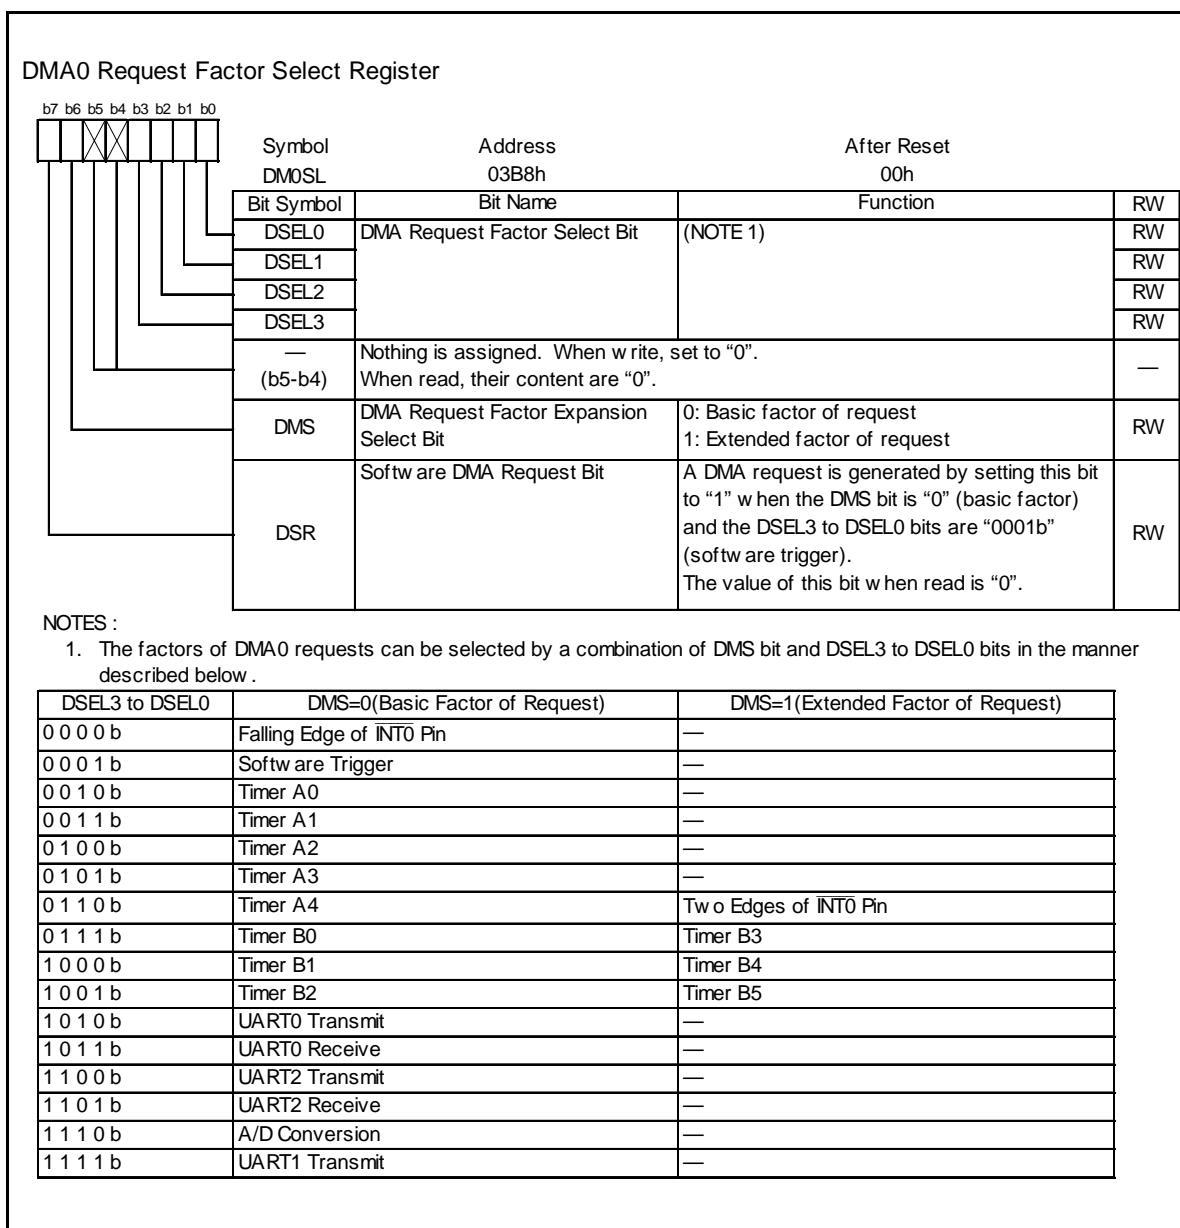 DMA0 Request Factor Select Register
b7 b6 b5 b4 b3 b2 b1 b0
Symbol Address After Reset
DM0SL 03B8h 00h
Bit Symbol Bit Name Function RW
DSEL0 DMA Request Factor Select Bit (NOTE 1) RW
DSEL1 RW
DSEL2 RW
DSEL3 RW
— Nothing is assigned. When write, set to “0”.
(b5-b4) When read, their content are “0”. —
DMA Request Factor Expansion 0: Basic factor of request
DMS Select Bit 1: Extended factor of request RW
Software DMA Request Bit A DMA request is generated by setting this bit
to “1” when the DMS bit is “0” (basic factor)
DSR and the DSEL3 to DSEL0 bits are “0001b” RW
(software trigger).
The value of this bit when read is “0”.
NOTES :
1. The factors of DMA0 requests can be selected by a combination of DMS bit and DSEL3 to DSEL0 bits in the manner
described below.
DSEL3 to DSEL0 DMS=0(Basic Factor of Request) DMS=1(Extended Factor of Request)
0 0 0 0 b Falling Edge of INT0 Pin —
0 0 0 1 b Software Trigger —
0 0 1 0 b Timer A0 —
0 0 1 1 b Timer A1 —
0 1 0 0 b Timer A2 —
0 1 0 1 b Timer A3 —
0 1 1 0 b Timer A4 Two Edges of INT0 Pin
0 1 1 1 b Timer B0 Timer B3
1 0 0 0 b Timer B1 Timer B4
1 0 0 1 b Timer B2 Timer B5
1 0 1 0 b UART0 Transmit —
1 0 1 1 b UART0 Receive —
1 1 0 0 b UART2 Transmit —
1 1 0 1 b UART2 Receive —
1 1 1 0 b A/D Conversion —
1 1 1 1 b UART1 Transmit —